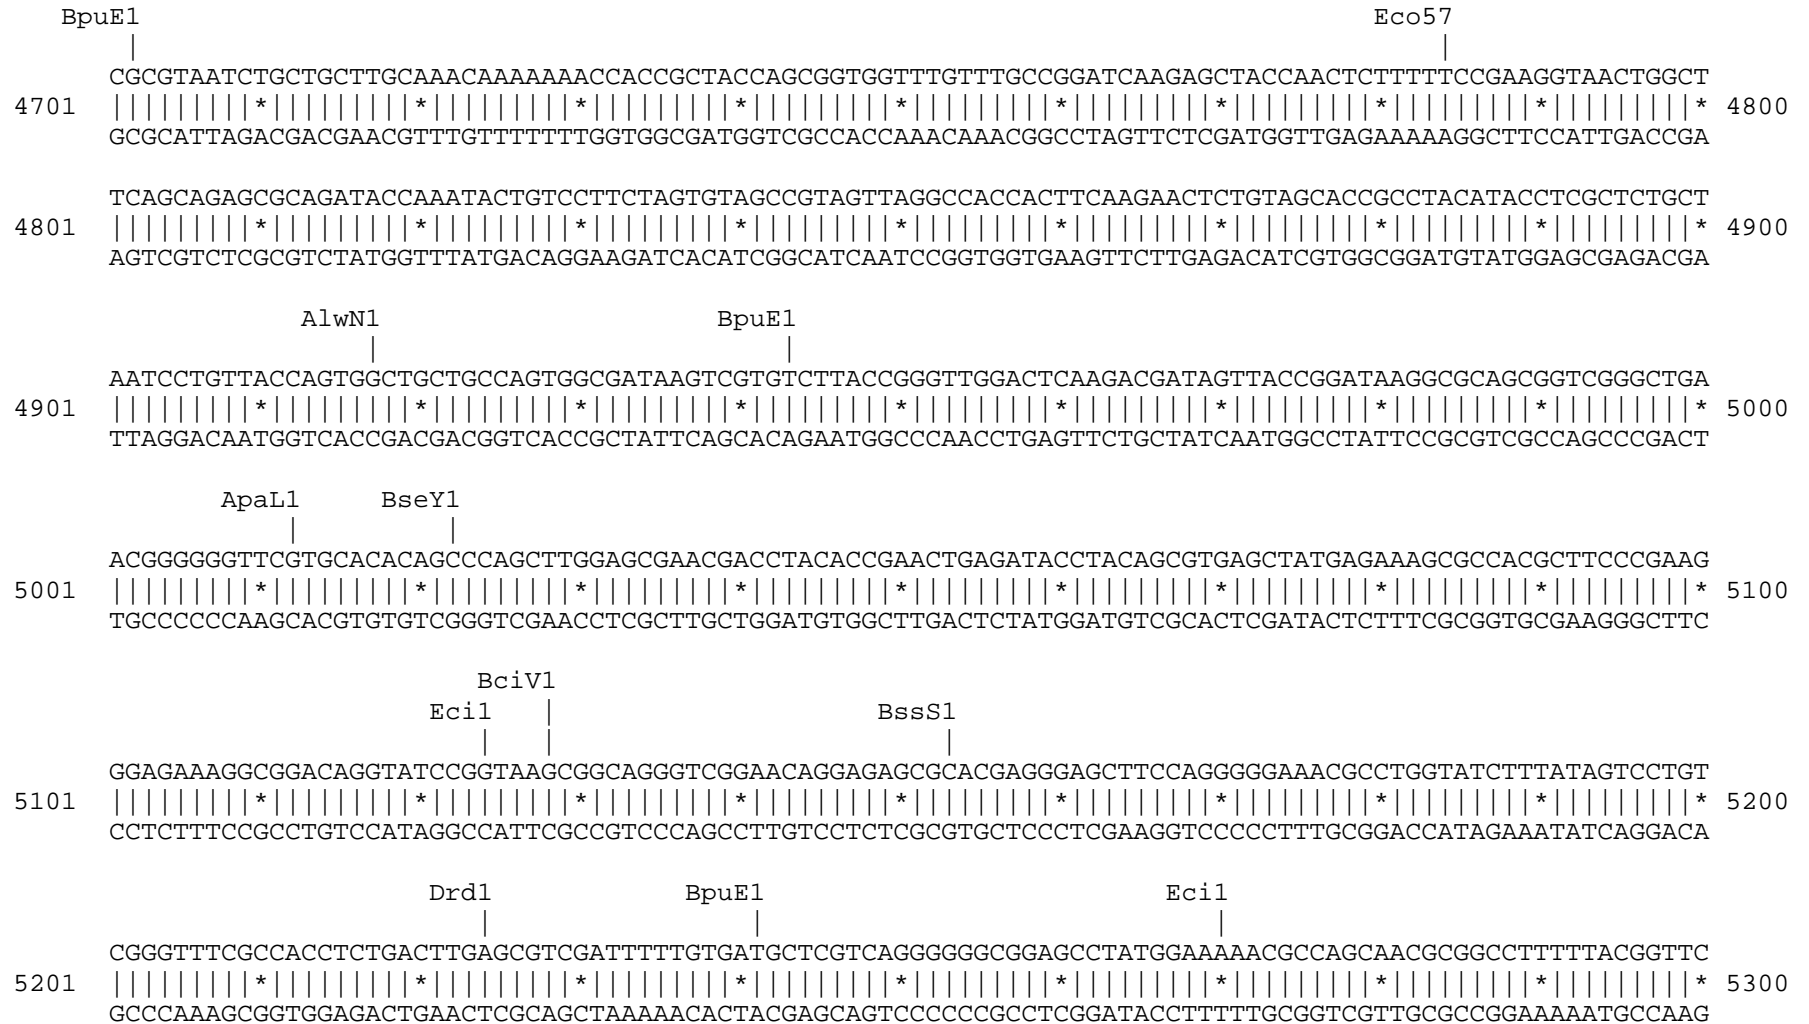 BpuE1 Eco57
| |
CGCGTAATCTGCTGCTTGCAAACAAAAAAACCACCGCTACCAGCGGTGGTTTGTTTGCCGGATCAAGAGCTACCAACTCTTTTTCCGAAGGTAACTGGCT
4701 |||||||||*|||||||||*|||||||||*|||||||||*|||||||||*|||||||||*|||||||||*|||||||||*|||||||||*|||||||||* 4800
GCGCATTAGACGACGAACGTTTGTTTTTTTGGTGGCGATGGTCGCCACCAAACAAACGGCCTAGTTCTCGATGGTTGAGAAAAAGGCTTCCATTGACCGA
TCAGCAGAGCGCAGATACCAAATACTGTCCTTCTAGTGTAGCCGTAGTTAGGCCACCACTTCAAGAACTCTGTAGCACCGCCTACATACCTCGCTCTGCT
4801 |||||||||*|||||||||*|||||||||*|||||||||*|||||||||*|||||||||*|||||||||*|||||||||*|||||||||*|||||||||* 4900
AGTCGTCTCGCGTCTATGGTTTATGACAGGAAGATCACATCGGCATCAATCCGGTGGTGAAGTTCTTGAGACATCGTGGCGGATGTATGGAGCGAGACGA
AlwN1 BpuE1
| |
AATCCTGTTACCAGTGGCTGCTGCCAGTGGCGATAAGTCGTGTCTTACCGGGTTGGACTCAAGACGATAGTTACCGGATAAGGCGCAGCGGTCGGGCTGA
4901 |||||||||*|||||||||*|||||||||*|||||||||*|||||||||*|||||||||*|||||||||*|||||||||*|||||||||*|||||||||* 5000
TTAGGACAATGGTCACCGACGACGGTCACCGCTATTCAGCACAGAATGGCCCAACCTGAGTTCTGCTATCAATGGCCTATTCCGCGTCGCCAGCCCGACT
ApaL1 BseY1
| |
ACGGGGGGTTCGTGCACACAGCCCAGCTTGGAGCGAACGACCTACACCGAACTGAGATACCTACAGCGTGAGCTATGAGAAAGCGCCACGCTTCCCGAAG
5001 |||||||||*|||||||||*|||||||||*|||||||||*|||||||||*|||||||||*|||||||||*|||||||||*|||||||||*|||||||||* 5100
TGCCCCCCAAGCACGTGTGTCGGGTCGAACCTCGCTTGCTGGATGTGGCTTGACTCTATGGATGTCGCACTCGATACTCTTTCGCGGTGCGAAGGGCTTC
BciV1
Eci1 | BssS1
| | |
GGAGAAAGGCGGACAGGTATCCGGTAAGCGGCAGGGTCGGAACAGGAGAGCGCACGAGGGAGCTTCCAGGGGGAAACGCCTGGTATCTTTATAGTCCTGT
5101 |||||||||*|||||||||*|||||||||*|||||||||*|||||||||*|||||||||*|||||||||*|||||||||*|||||||||*|||||||||* 5200
CCTCTTTCCGCCTGTCCATAGGCCATTCGCCGTCCCAGCCTTGTCCTCTCGCGTGCTCCCTCGAAGGTCCCCCTTTGCGGACCATAGAAATATCAGGACA
Drd1 BpuE1 Eci1
| | |
CGGGTTTCGCCACCTCTGACTTGAGCGTCGATTTTTGTGATGCTCGTCAGGGGGGCGGAGCCTATGGAAAAACGCCAGCAACGCGGCCTTTTTACGGTTC
5201 |||||||||*|||||||||*|||||||||*|||||||||*|||||||||*|||||||||*|||||||||*|||||||||*|||||||||*|||||||||* 5300
GCCCAAAGCGGTGGAGACTGAACTCGCAGCTAAAAACACTACGAGCAGTCCCCCCGCCTCGGATACCTTTTTGCGGTCGTTGCGCCGGAAAAATGCCAAG